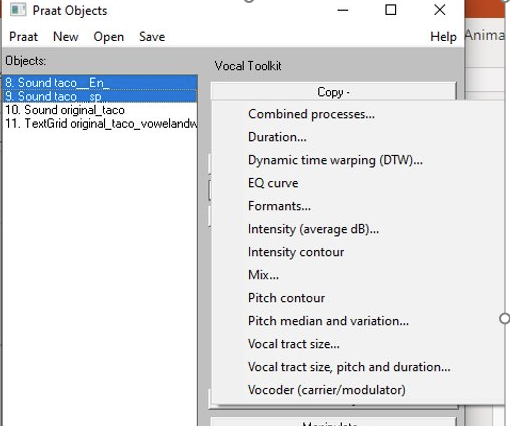 Praat Objects
Praat New Open Save Help
Objects:
Vocal Toolkit
8. Sound taco__En_
9. Sound taco__sp_
10. Sound original_taco
11. TextGrid original_taco_vowelandw
Copy -
Combined processes...
Duration...
Dynamic time warping (DTW)...
EQ curve
Formants...
Intensity (average dB)...
Intensity contour
Mix...
Pitch contour
Pitch median and variation...
Vocal tract size...
Vocal tract size, pitch and duration...
Vocoder (carrier/modulator)
Manipulate
Anima